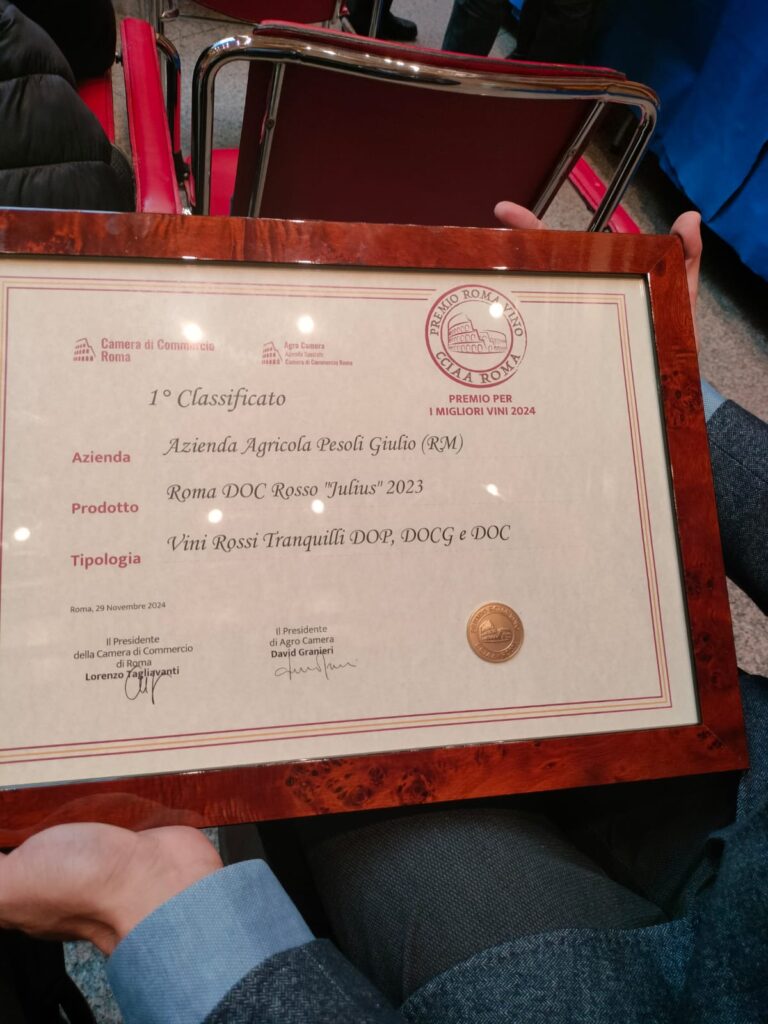 Camera di Commercio
Roma
Agro Camera
Azienda Speciale
Camera di Commercio Roma
PREMIO ROMA VINO
CCIAA ROMA
PREMIO PER
I MIGLIORI VINI 2024
1° Classificato
Azienda Azienda Agricola Pesoli Giulio (RM)
Prodotto Roma DOC Rosso "Julius" 2023
Tipologia Vini Rossi Tranquilli DOP, DOCG e DOC
Roma, 29 Novembre 2024
Il Presidente
della Camera di Commercio
di Roma
Lorenzo Tagliavanti
Il Presidente
di Agro Camera
David Granieri